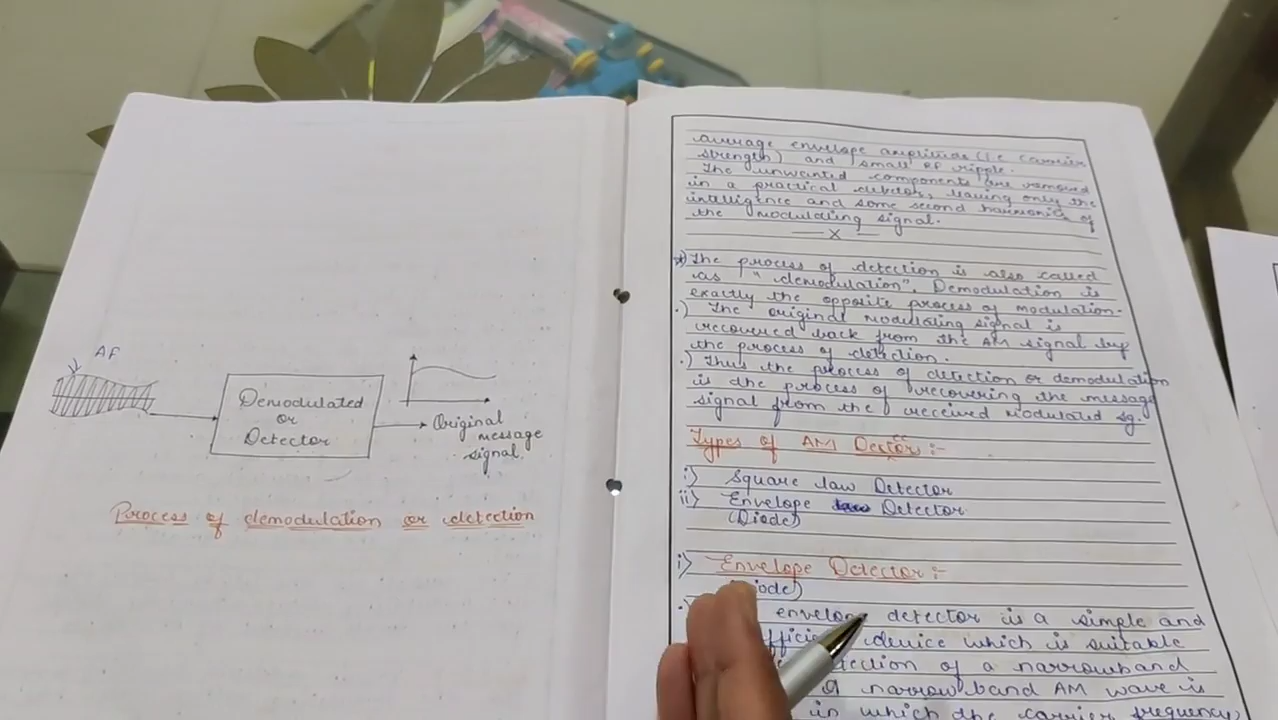 AF
Demodulated
or
Detector
Original
message
signal
Process of demodulation or detection
average envelope amplitude (i.e carrier
strength) and small RF ripple.
The unwanted components are removed
in a practical detector, leaving only the
intelligence and some second harmonics of
the modulating signal.
— X —
*) The process of detection is also called
as "demodulation". Demodulation is
exactly the opposite process of modulation.
.) The original modulating signal is
recovered back from the AM signal by
the process of detection.
.) Thus the process of detection or demodulation
is the process of recovering the message
signal from the received modulated sg.
Types of AM Dector :-
i) Square law Detector
ii) Envelope Detector
(Diode)
i) Envelope Detector :-
envelope detector is a simple and
device which is suitable
of a narrowband
A narrowband AM wave is
in which the carrier frequency